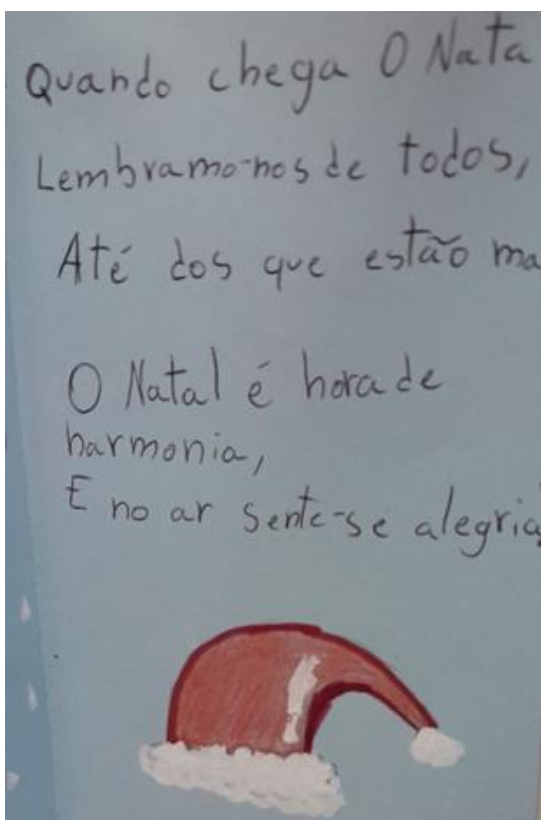 Quando chega O Nata
Lembramo-nos de todos,
Até dos que estão ma
O Natal é hora de
harmonia,
E no ar sente-se alegria